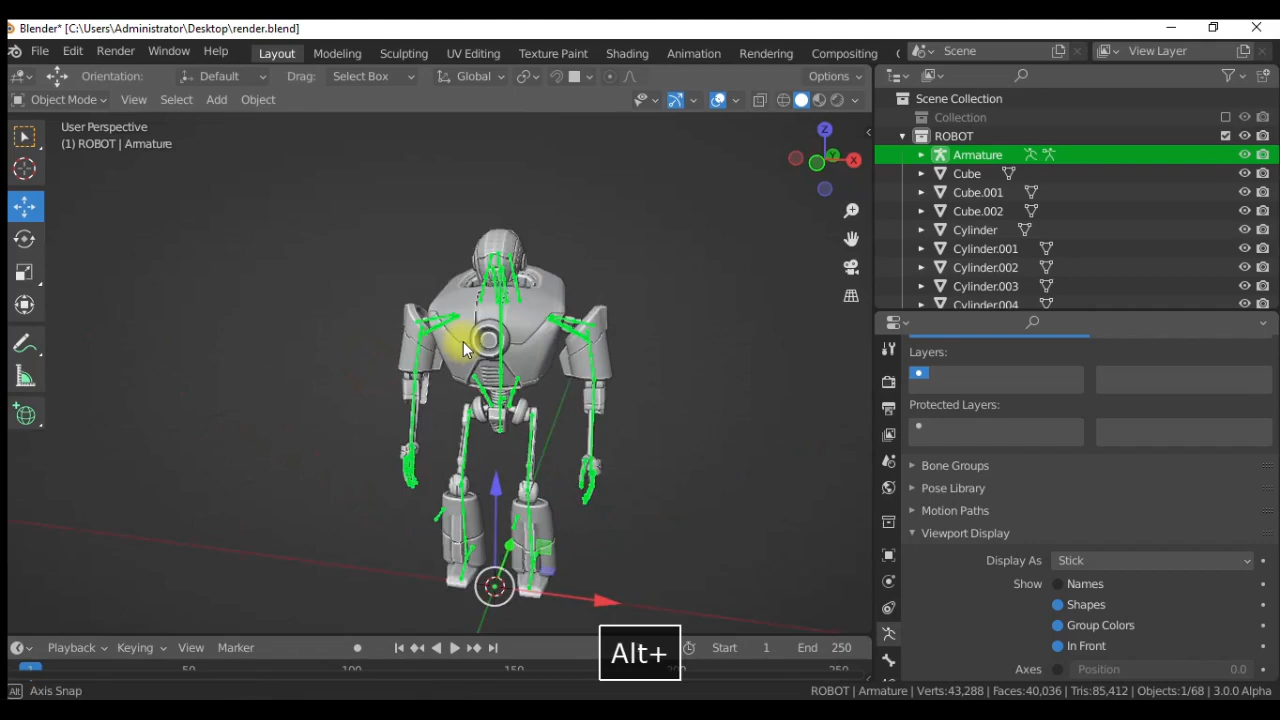 Blender* [C:\Users\Administrator\Desktop\render.blend]
File Edit Render Window Help Layout Modeling Sculpting UV Editing Texture Paint Shading Animation Rendering Compositing Scene View Layer
Orientation: Default Drag: Select Box Global Options
Object Mode View Select Add Object
User Perspective
(1) ROBOT | Armature
Z
Y
X
Scene Collection
Collection
ROBOT
Armature
Cube
Cube.001
Cube.002
Cylinder
Cylinder.001
Cylinder.002
Cylinder.003
Cylinder.004
Layers:
Protected Layers:
Bone Groups
Pose Library
Motion Paths
Viewport Display
Display As Stick
Show Names
Shapes
Group Colors
In Front
Axes Position 0.0
Alt+
Playback Keying View Marker Start 1 End 250
1 50 100 150 250
Alt Axis Snap ROBOT | Armature Verts:43,288 | Faces:40,036 | Tris:85,412 | Objects:1/68 | 3.0.0 Alpha